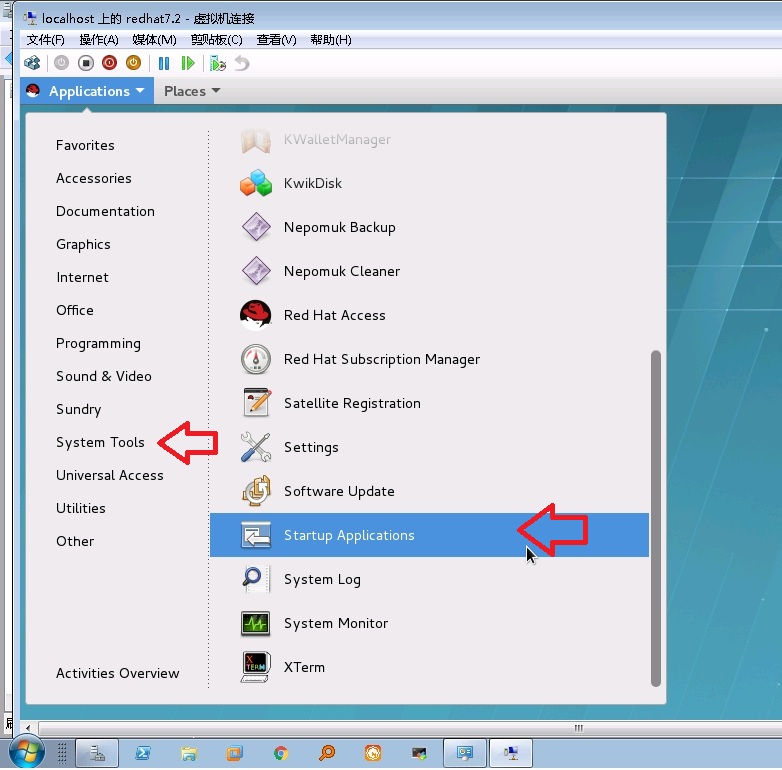 localhost 上的 redhat7.2 - 虚拟机连接
文件(F) 操作(A) 媒体(M) 剪贴板(C) 查看(V) 帮助(H)
Applications Places
Favorites
Accessories
Documentation
Graphics
Internet
Office
Programming
Sound & Video
Sundry
System Tools
Universal Access
Utilities
Other
Activities Overview
KWalletManager
KwikDisk
Nepomuk Backup
Nepomuk Cleaner
Red Hat Access
Red Hat Subscription Manager
Satellite Registration
Settings
Software Update
Startup Applications
System Log
System Monitor
XTerm